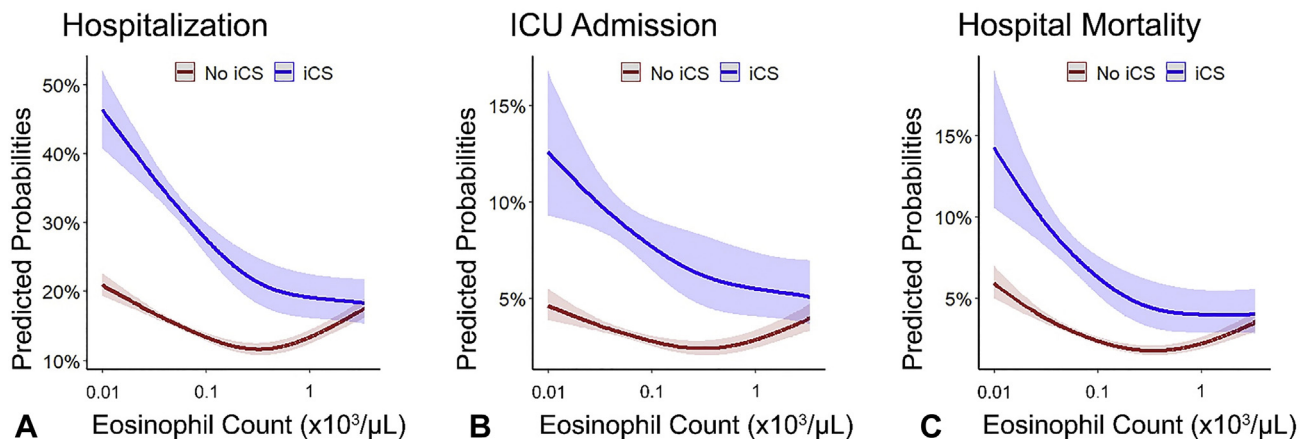 Hospitalization
No iCS
iCS
Predicted Probabilities
50%
40%
30%
20%
10%
0.01
0.1
1
A
Eosinophil Count (x10³/μL)
ICU Admission
No iCS
iCS
Predicted Probabilities
15%
10%
5%
0.01
0.1
1
B
Eosinophil Count (x10³/μL)
Hospital Mortality
No iCS
iCS
Predicted Probabilities
15%
10%
5%
0.01
0.1
1
C
Eosinophil Count (x10³/μL)